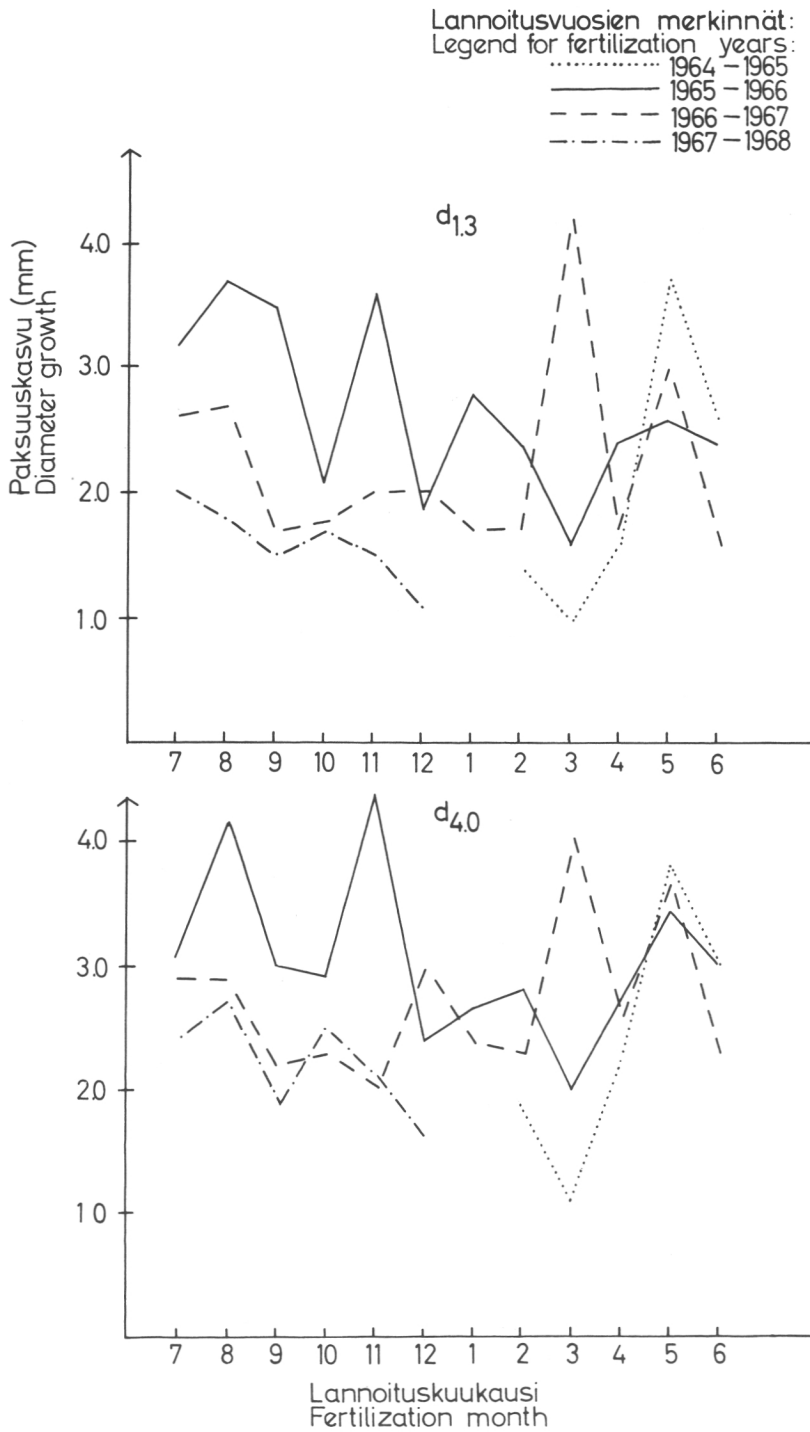 Lannoitusvuosien merkinnät:
Legend for fertilization years:
1964-1965
1965-1966
1966-1967
1967-1968
Paksuuskasvu (mm)
Diameter growth
d1.3
4.0
3.0
2.0
1.0
7 8 9 10 11 12 1 2 3 4 5 6
d4.0
4.0
3.0
2.0
1 0
7 8 9 10 11 12 1 2 3 4 5 6
Lannoituskuukausi
Fertilization month